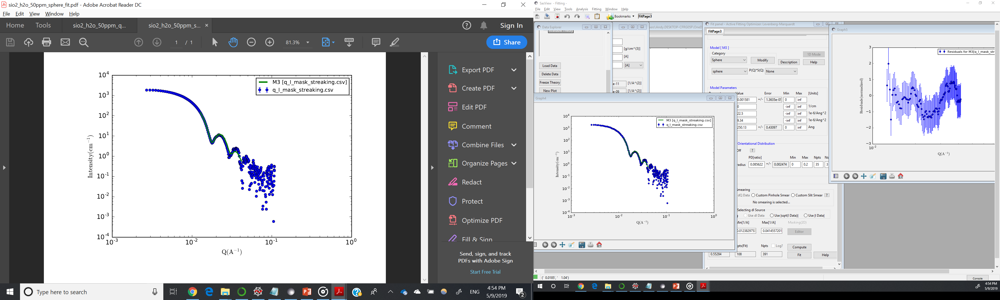 sio2_h2o_50ppm_sphere_fit.pdf - Adobe Acrobat Reader DC
File Edit View Window Help
Home Tools sio2_h2o_50ppm_q... sio2_h2o_50ppm_s... × Sign In
1 / 1 81.3% Share
10^4
10^3
10^2
10^1
10^0
10^-1
10^-2
10^-3
10^-4
Intensity(cm^-1)
M3 [q_I_mask_streaking.csv]
q_I_mask_streaking.csv
10^-3 10^-2 10^-1 10^0
Q(A^-1)
Export PDF
Create PDF
Edit PDF
Comment
Combine Files
Organize Pages
Redact
Protect
Optimize PDF
Fill & Sign
Send, sign, and track
PDFs with Adobe Sign
Start Free Trial
Type here to search
ENG
4:54 PM
5/9/2019
2
SasView - Fitting -
File Edit View Tools Analysis Fitting Window Help
Bookmarks FitPage3
Data Explorer
Available Theory
Load Data
Delete Data
Freeze Theory
New Plot
sers\Andy.DESKTOP-CFRG05F\OneD
[g/cm^(3)]
[A]
[A]
e-11 [1/A^(2)]
e-09 [1/A^(2)]
Graph4
10^4
10^3
10^2
10^1
10^0
10^-1
10^-2
10^-3
10^-4
Intensity(cm^-1)
M3 [q_I_mask_streaking.csv]
q_I_mask_streaking.csv
10^-3 10^-2 10^-1 10^0
Q(A^-1)
Fit panel - Active Fitting Optimizer: Levenberg-Marquardt
FitPage3
Model [ M3 ]
Category
Sphere Modify Description 1D Mode
Help
sphere P(Q)*S(Q) None
Model Parameters
Value Error Min Max [Units]
0.001581 +/- 1.3635e-05 0 inf
0 -inf inf 1/cm
22.5 -inf inf 1e-6/Ang^2
9.34 -inf inf 1e-6/Ang^2
250.13 +/- 0.43097 0 inf Ang
Orientational Distribution
Off ?
PD[ratio] Min Max Npts Ns
radius 0.085622 +/- 0.002474 0 0.2 35 3
Smearing
dQ Data Custom Pinhole Smear Custom Slit Smear ?
No smearing is selected...
Selecting dI Source
Use dI Data Use |sqrt(I Data)| Use |I Data|
Min[1/A] Max[1/A] Masking(2D)
0.0123829753 0.0414557201 Editor
Npts(Fit) Npts Log? Compute
0.55284 108 391 Fit Help
Graph5
3
2
1
0
−1
−2
−3
Residuals(normalized)
Residuals for M3[q_I_mask_str
10^-2
Q(A^-1)
(' 0.0185', ' 1.04')
Console
4:54 PM
5/9/2019